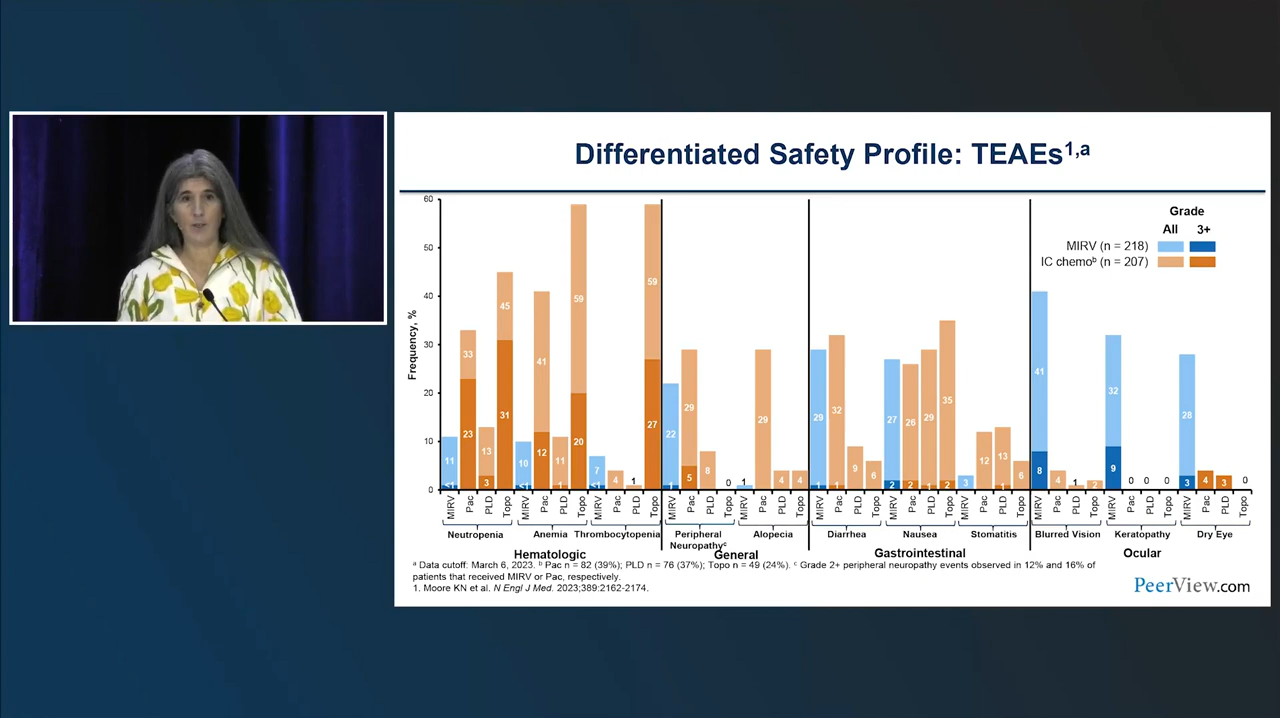 Differentiated Safety Profile: TEAEs1,a
60
50
40
30
20
10
0
Frequency, %
Grade
All 3+
MIRV (n = 218)
IC chemob (n = 207)
11 <1 33 23 13 3 45 31
10 <1 41 12 11 1 59 20
7 <1 4 1 59 27
22 1 29 5 8 0
1 29 4 4
29 1 32 1 9 6
27 2 26 2 29 1 35 2
3 12 13 1 6
41 8 4 1 2
32 9 0 0 0
28 3 4 3 0
MIRV Pac PLD Topo MIRV Pac PLD Topo MIRV Pac PLD Topo MIRV Pac PLD Topo MIRV Pac PLD Topo MIRV Pac PLD Topo MIRV Pac PLD Topo MIRV Pac PLD Topo MIRV Pac PLD Topo MIRV Pac PLD Topo MIRV Pac PLD Topo
Neutropenia Anemia Thrombocytopenia Peripheral Neuropathyc Alopecia Diarrhea Nausea Stomatitis Blurred Vision Keratopathy Dry Eye
Hematologic General Gastrointestinal Ocular
a Data cutoff: March 6, 2023. b Pac n = 82 (39%); PLD n = 76 (37%); Topo n = 49 (24%). c Grade 2+ peripheral neuropathy events observed in 12% and 16% of
patients that received MIRV or Pac, respectively.
1. Moore KN et al. N Engl J Med. 2023;389:2162-2174.
PeerView.com